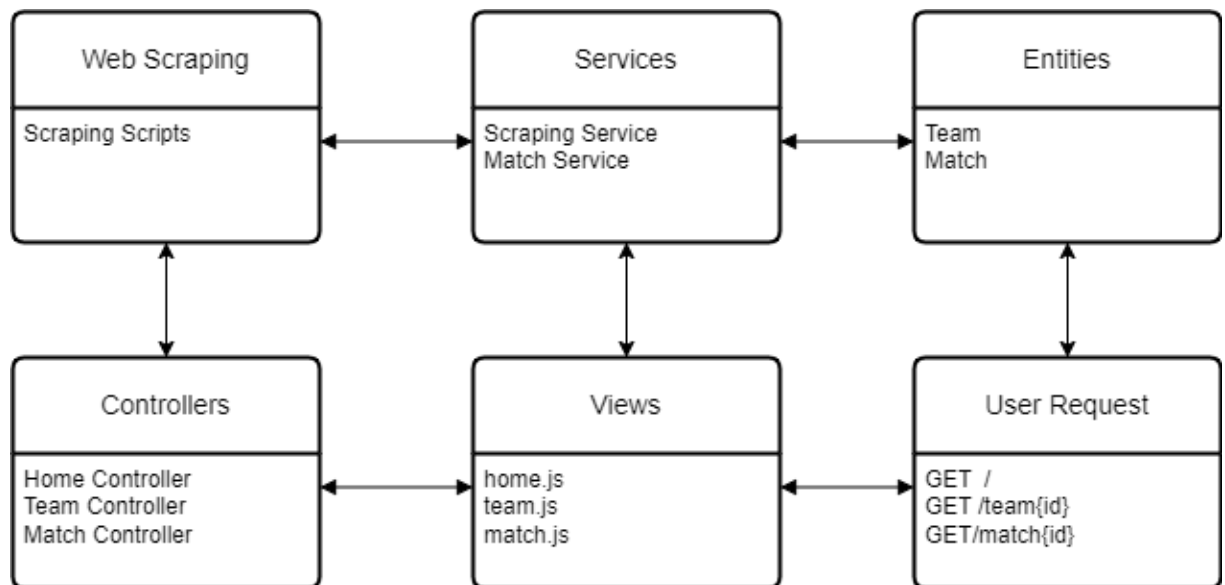 Web Scraping
Scraping Scripts
Services
Scraping Service
Match Service
Entities
Team
Match
Controllers
Home Controller
Team Controller
Match Controller
Views
home.js
team.js
match.js
User Request
GET /
GET /team{id}
GET/match{id}